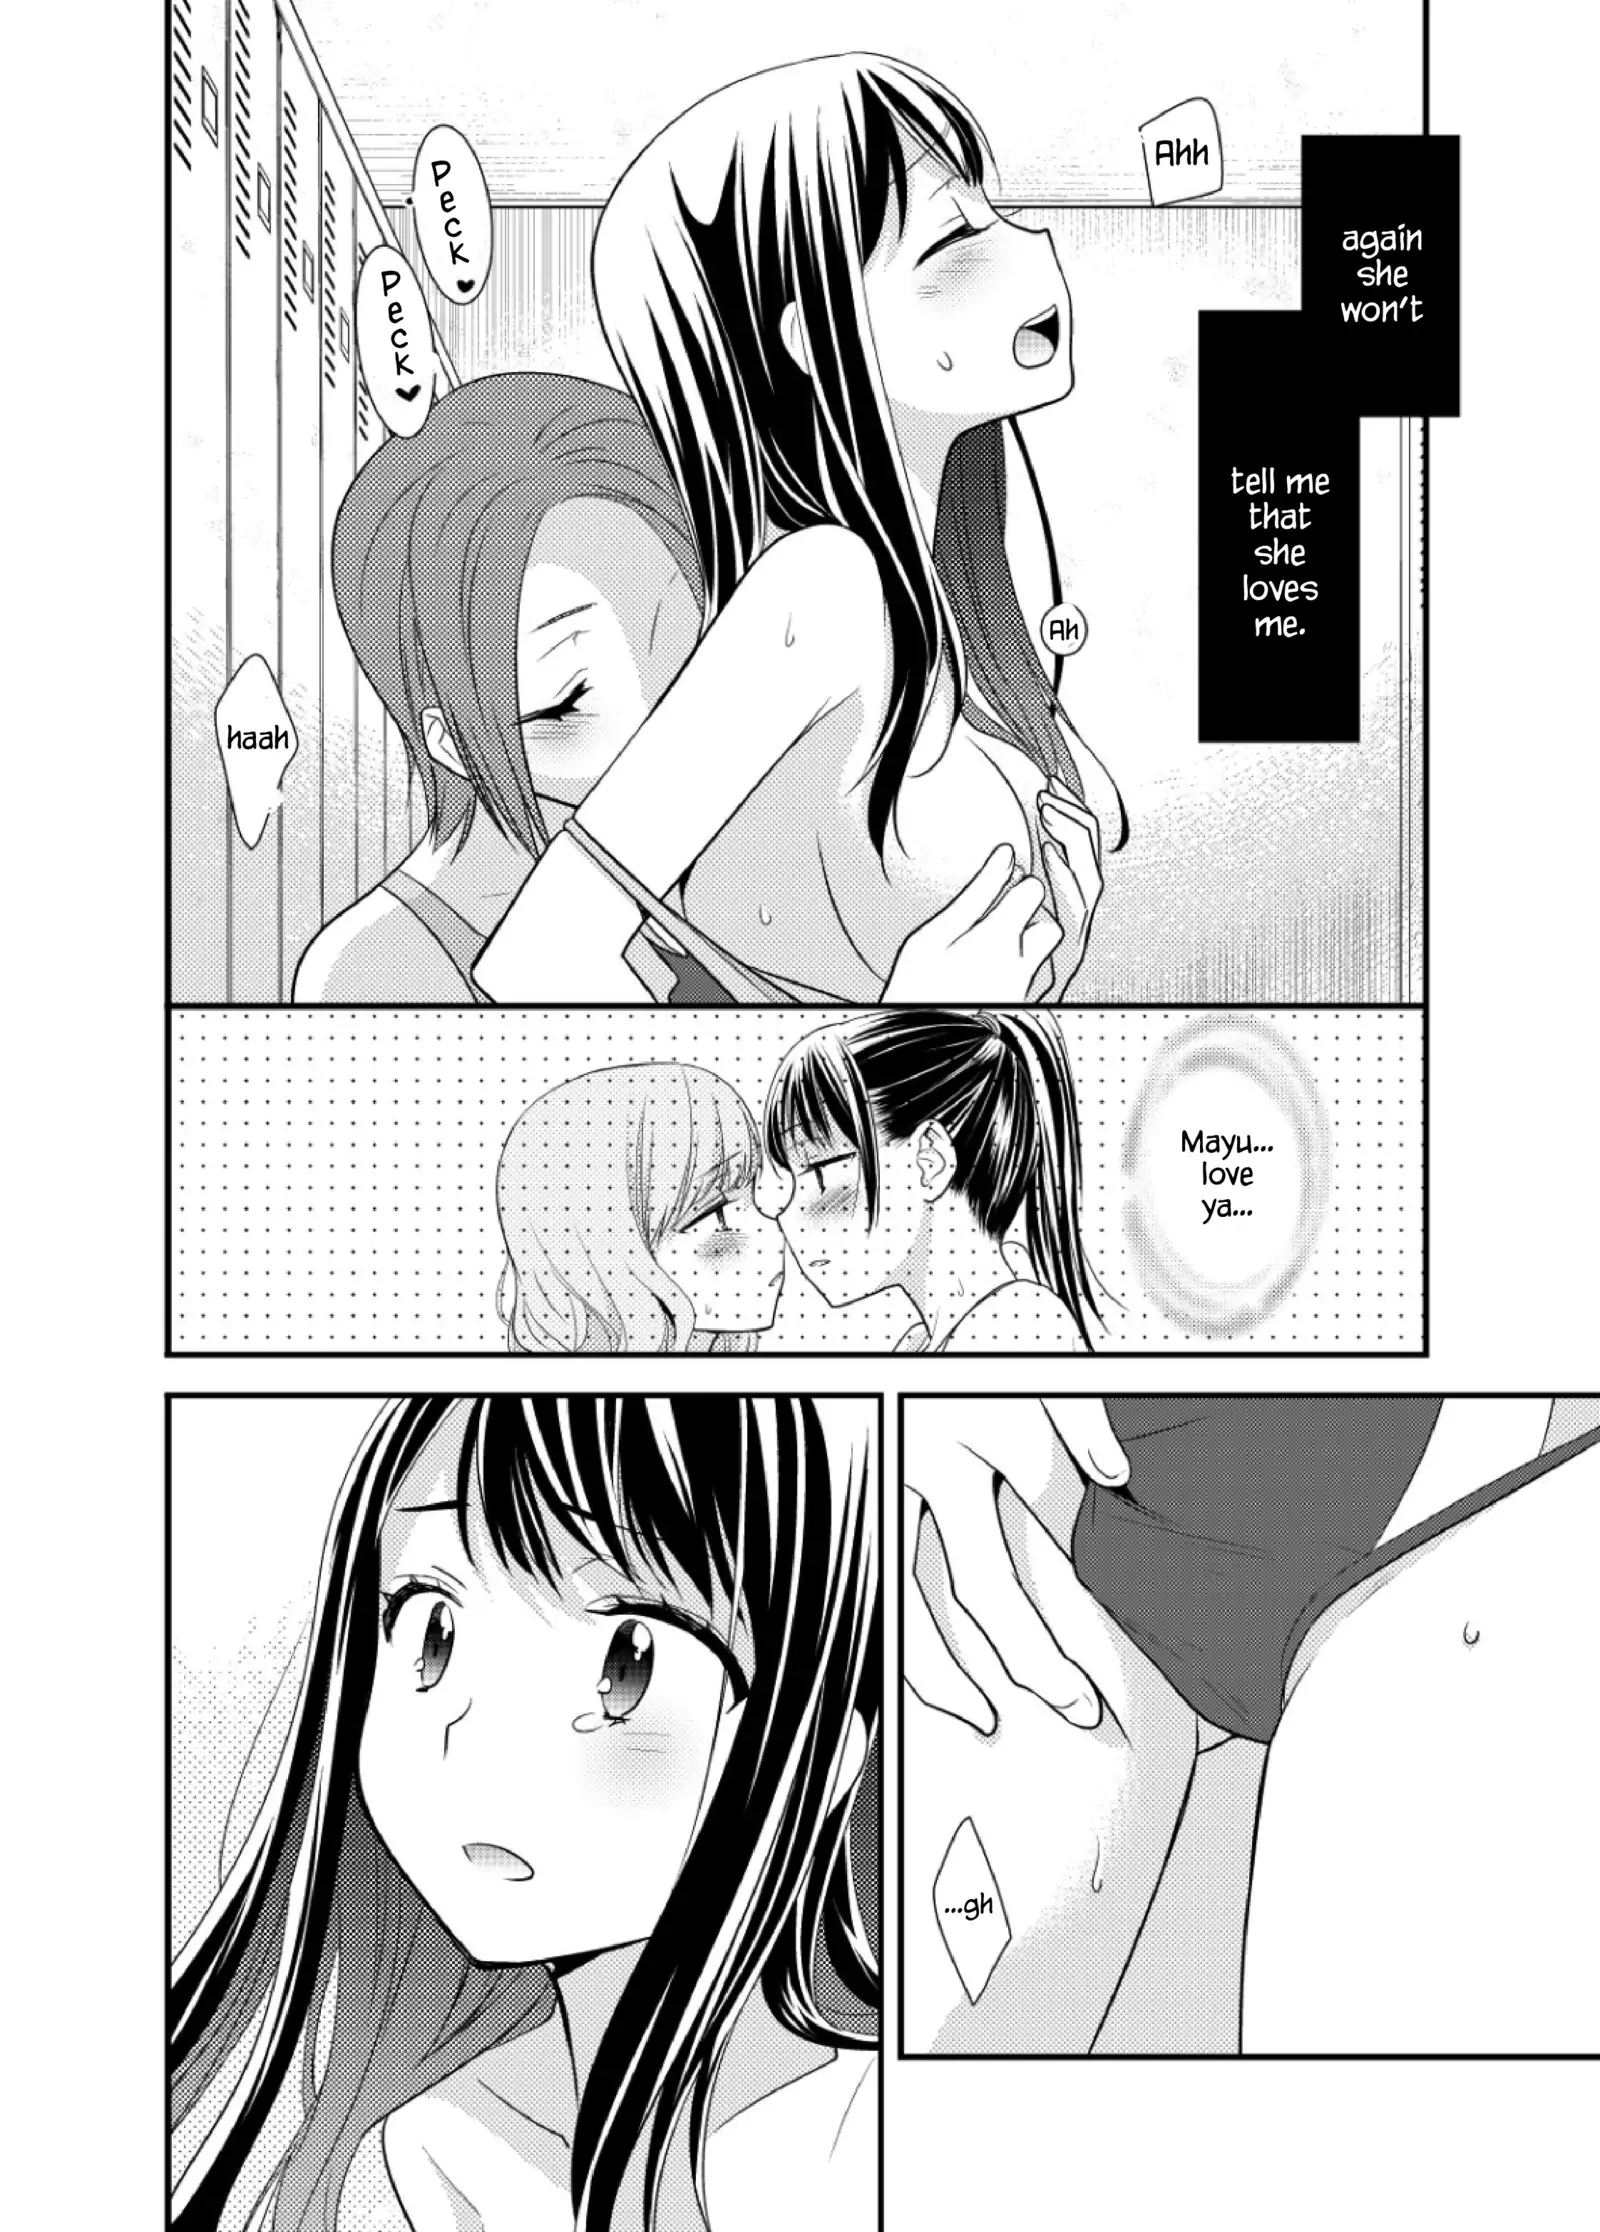 again
she
won't
tell me
that
she
loves
me.
Ahh
Peck
Peck
Ah
haah
Mayu...
love
ya...
...gh